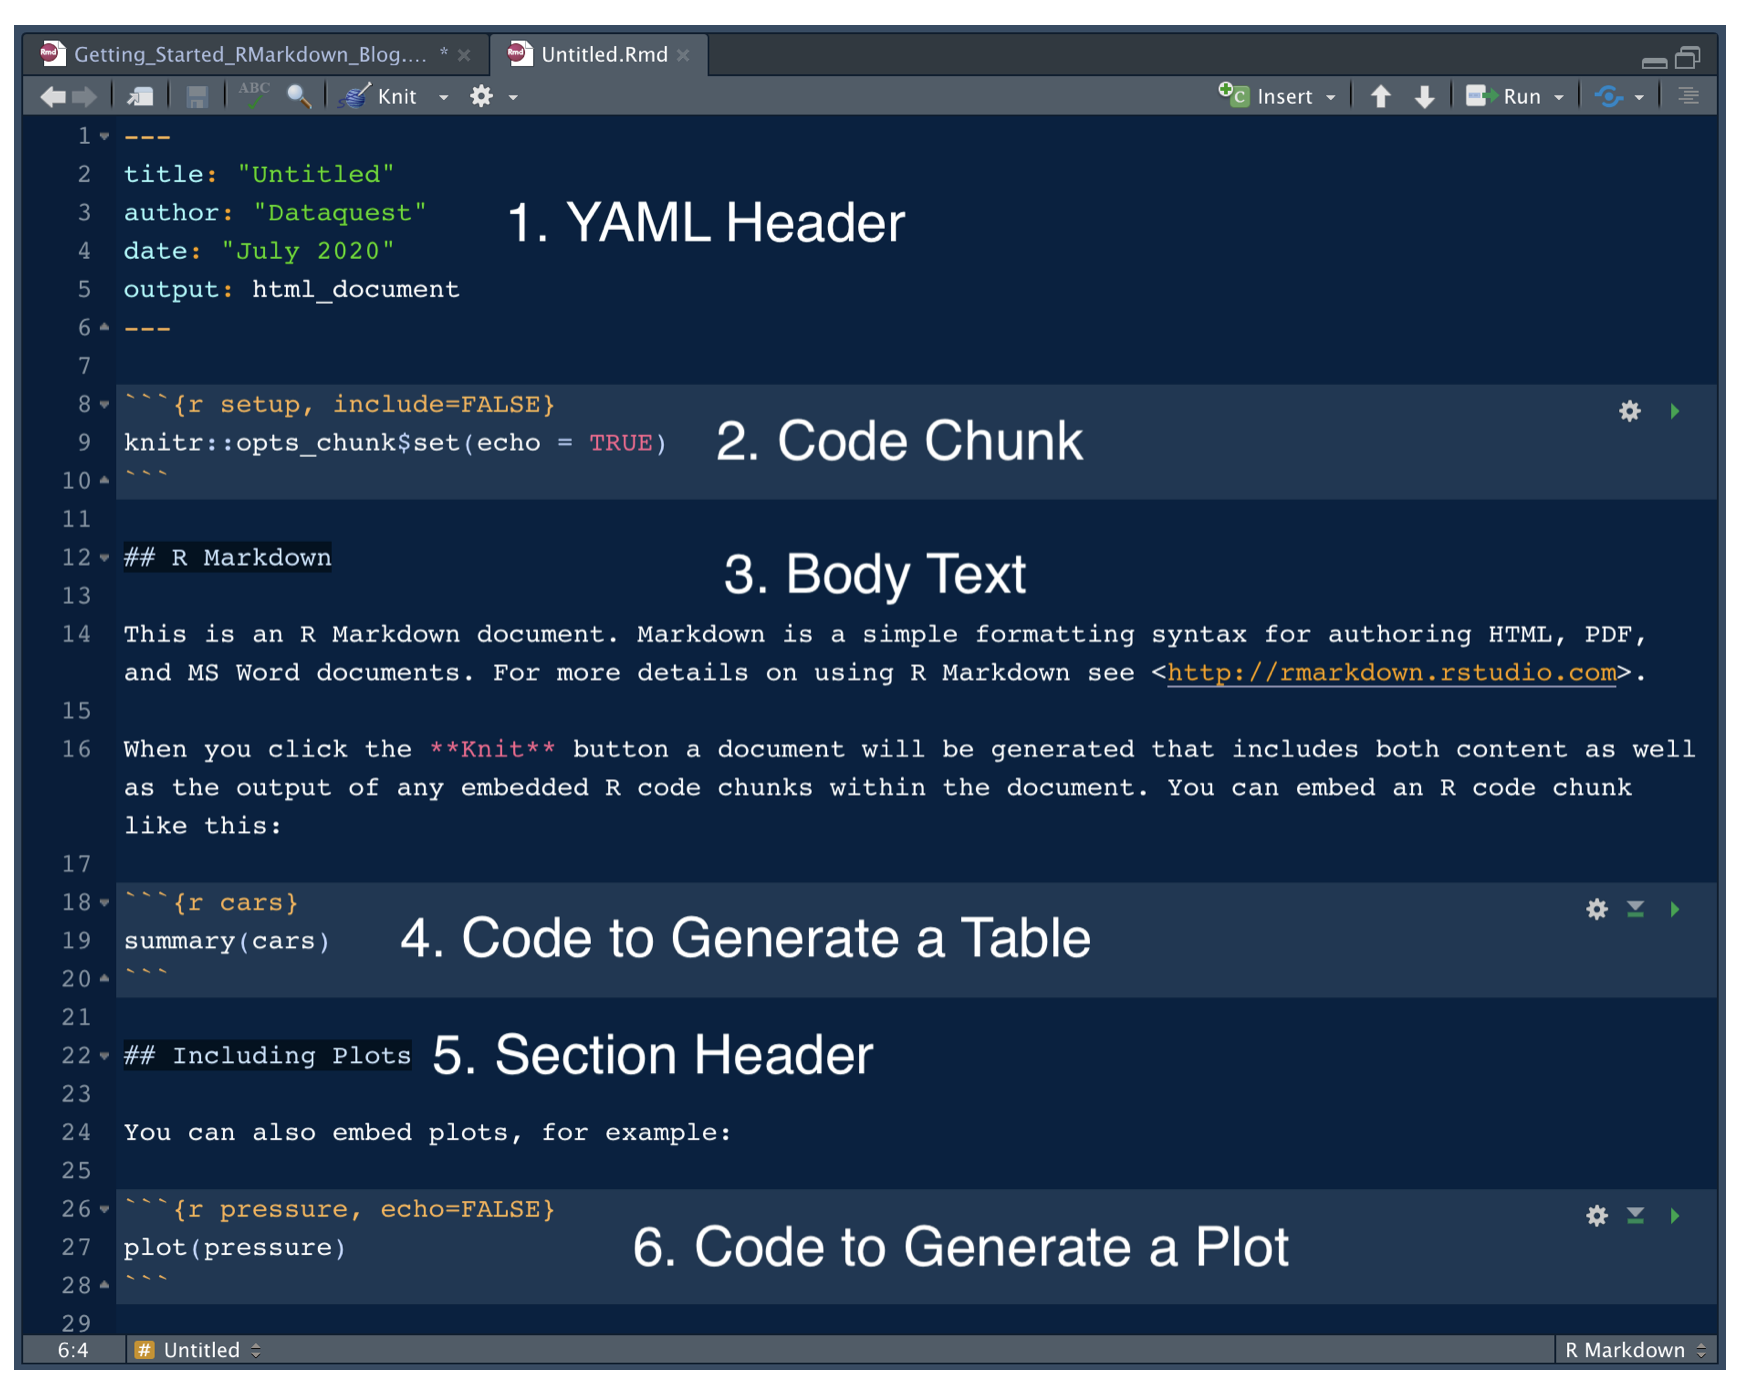 Getting_Started_RMarkdown_Blog.... * × Untitled.Rmd ×
ABC Knit Insert Run
1 ---
2 title: "Untitled"
3 author: "Dataquest"
1. YAML Header
4 date: "July 2020"
5 output: html_document
6 ---
7
8 ```{r setup, include=FALSE}
9 knitr::opts_chunk$set(echo = TRUE)
2. Code Chunk
10 ```
11
12 ## R Markdown
3. Body Text
13
14 This is an R Markdown document. Markdown is a simple formatting syntax for authoring HTML, PDF,
and MS Word documents. For more details on using R Markdown see <http://rmarkdown.rstudio.com>.
15
16 When you click the **Knit** button a document will be generated that includes both content as well
as the output of any embedded R code chunks within the document. You can embed an R code chunk
like this:
17
18 ```{r cars}
19 summary(cars)
4. Code to Generate a Table
20 ```
21
22 ## Including Plots
5. Section Header
23
24 You can also embed plots, for example:
25
26 ```{r pressure, echo=FALSE}
27 plot(pressure)
6. Code to Generate a Plot
28 ```
29
6:4 # Untitled R Markdown